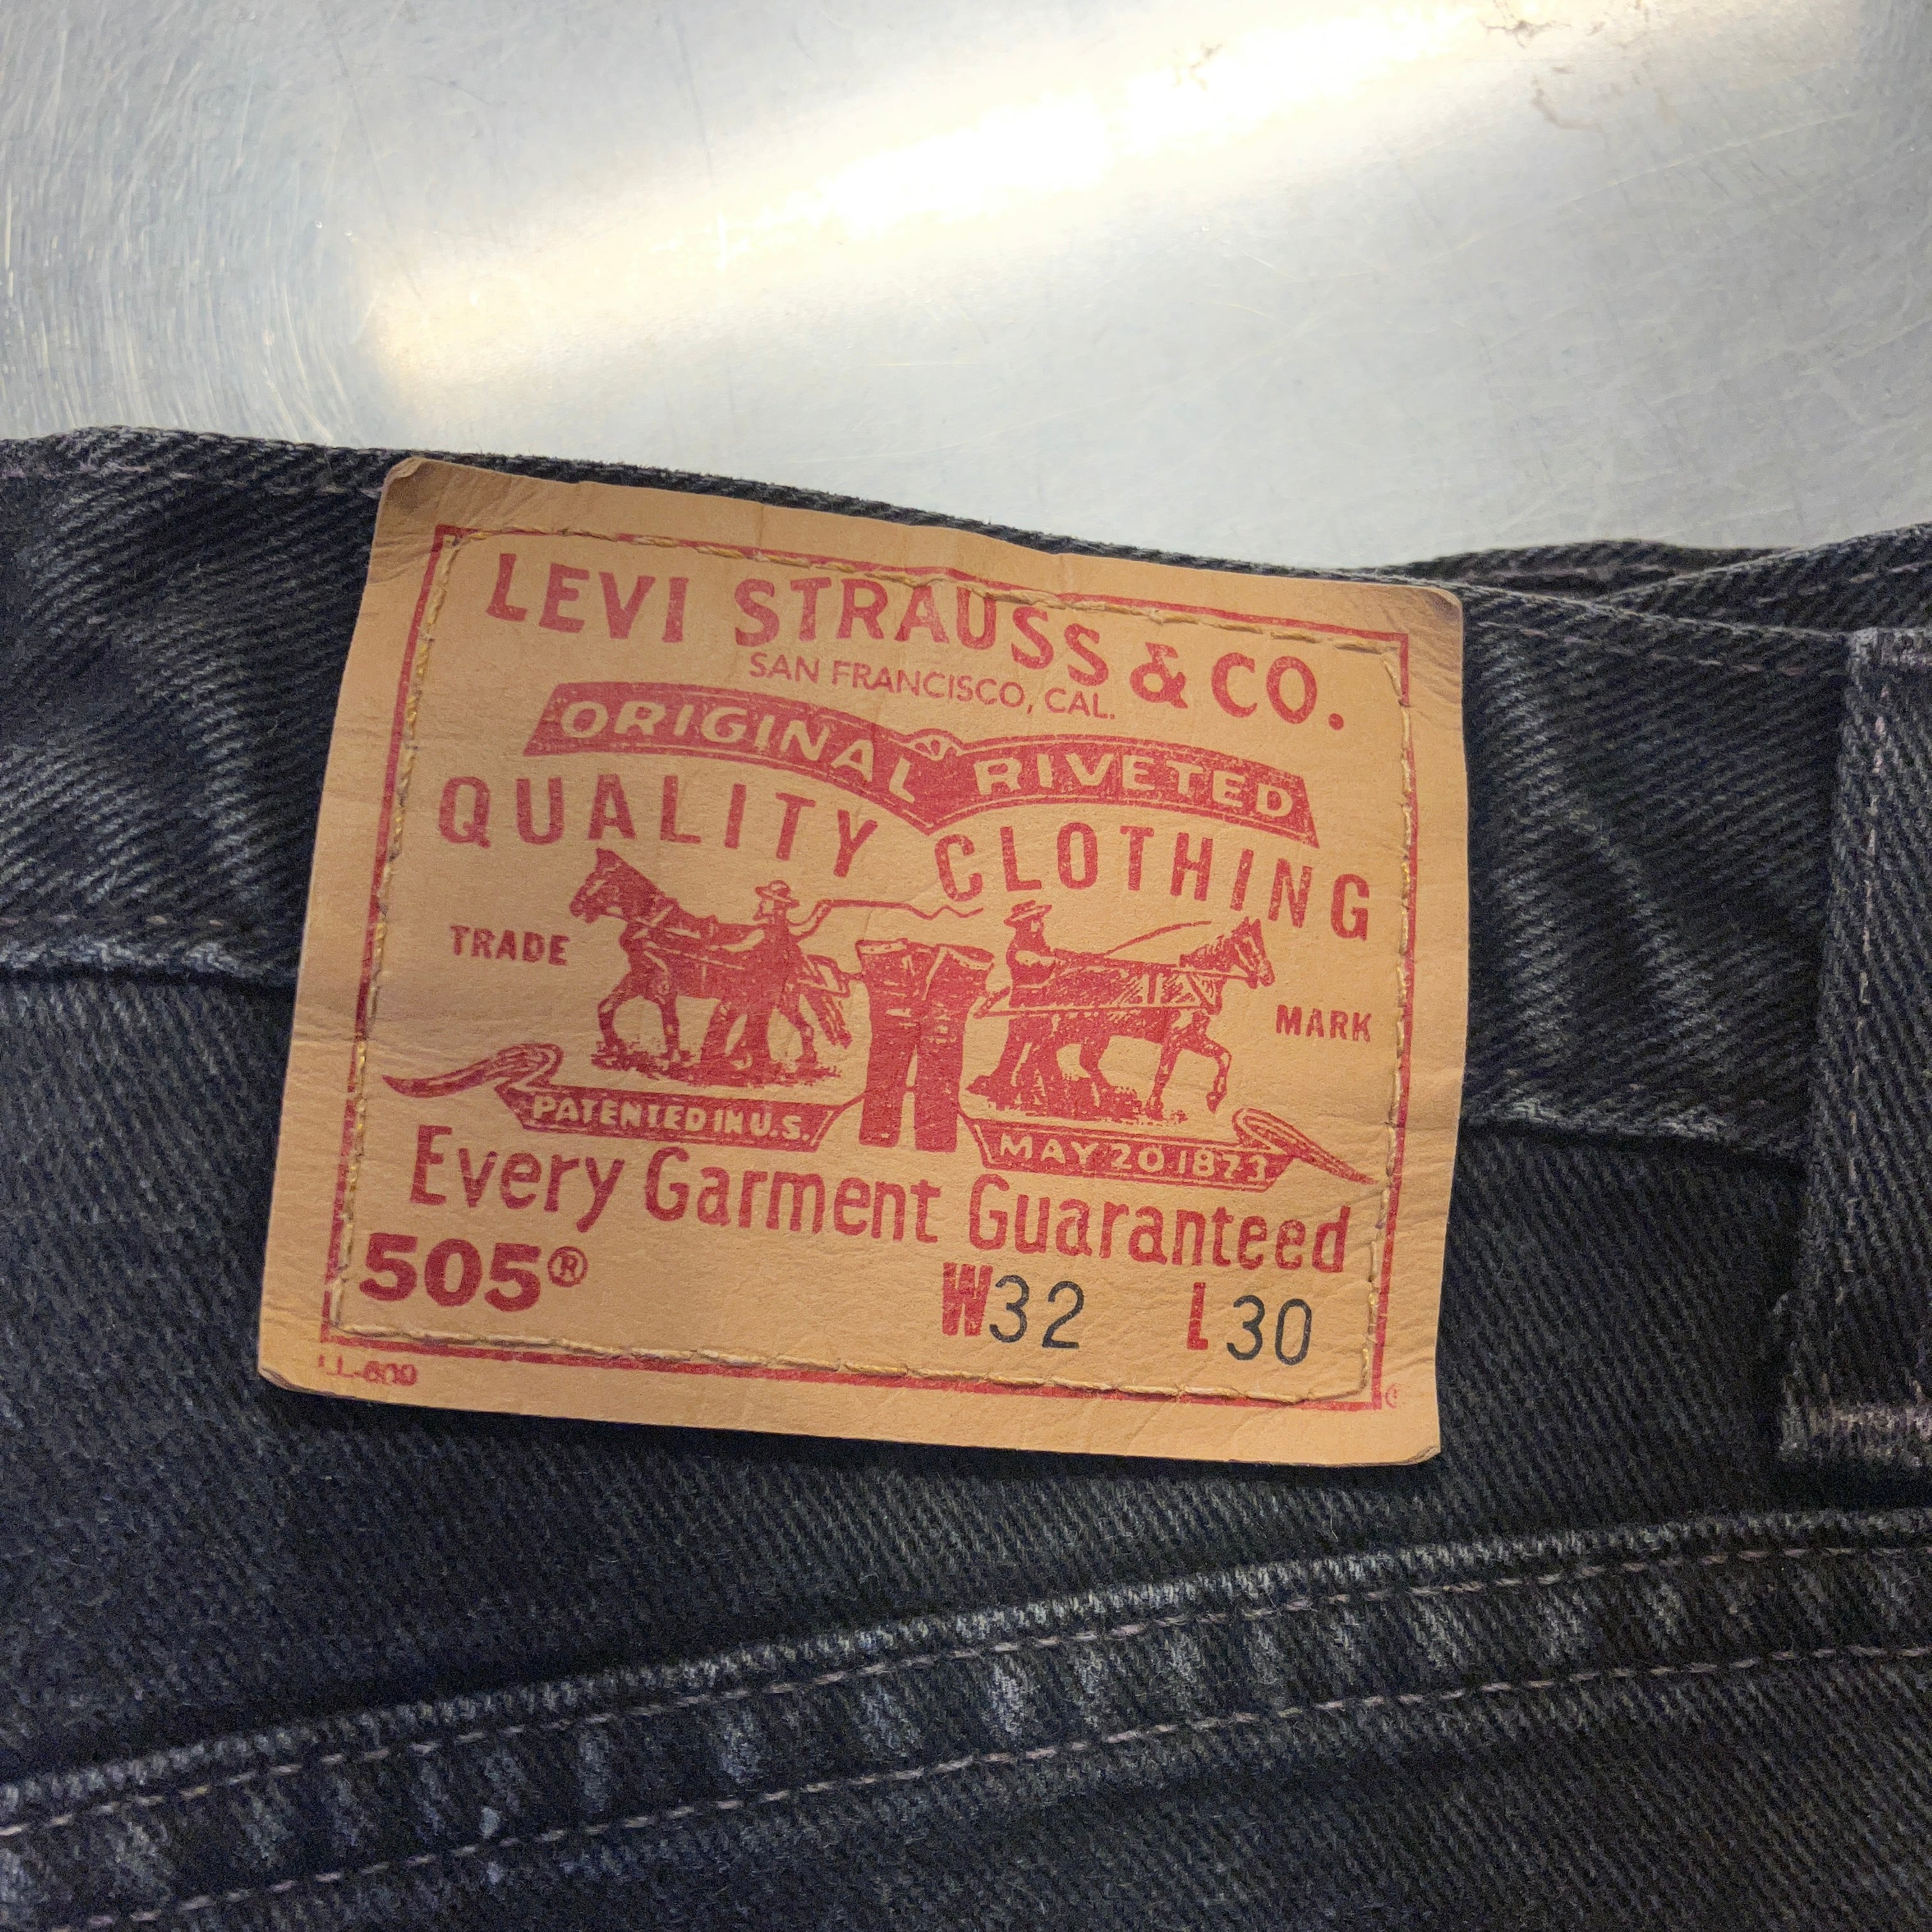 LEVI STRAUSS & CO.
SAN FRANCISCO, CAL.
ORIGINAL RIVETED
QUALITY CLOTHING
TRADE MARK
PATENTED IN U.S. MAY 20 1873
Every Garment Guaranteed
505® W32 L30